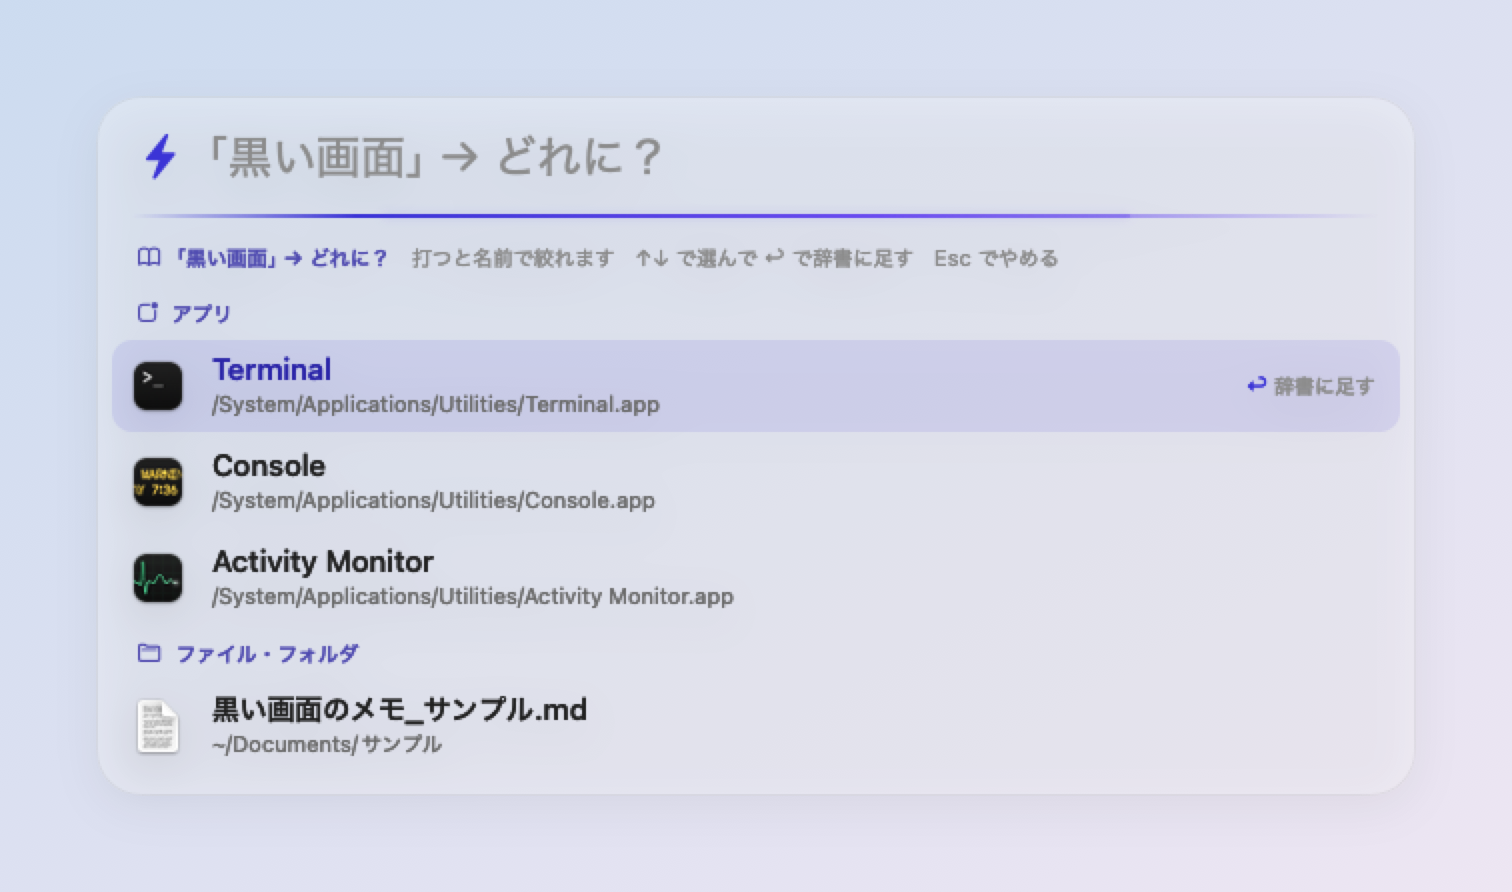 「黒い画面」→ どれに？
「黒い画面」→ どれに？ 打つと名前で絞れます ↑↓ で選んで ↩ で辞書に足す Esc でやめる
アプリ
Terminal
/System/Applications/Utilities/Terminal.app
↩ 辞書に足す
Console
/System/Applications/Utilities/Console.app
Activity Monitor
/System/Applications/Utilities/Activity Monitor.app
ファイル・フォルダ
黒い画面のメモ_サンプル.md
~/Documents/サンプル